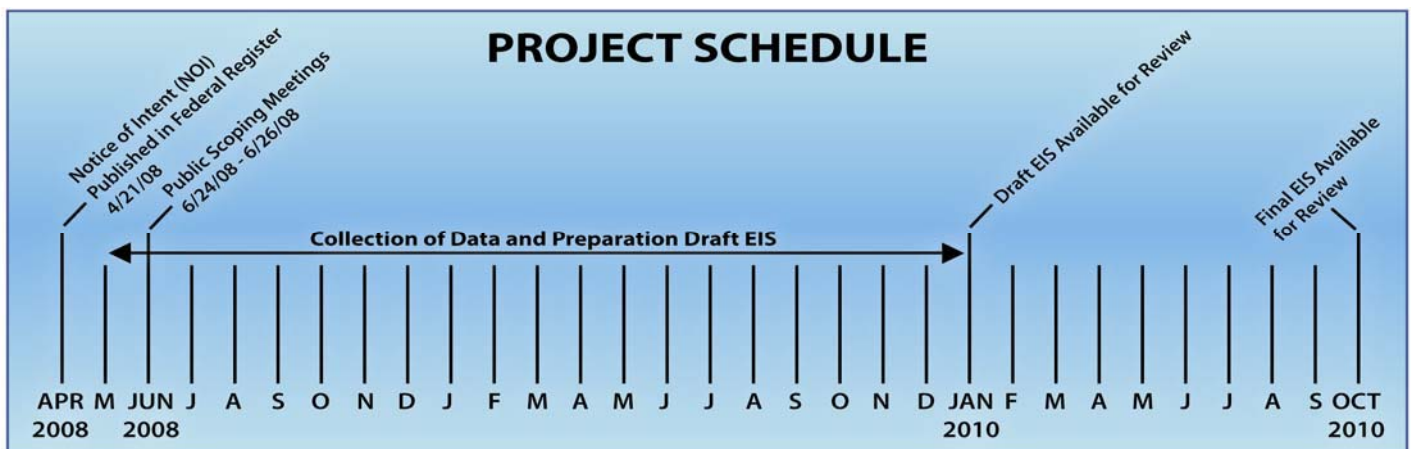 PROJECT SCHEDULE
Notice of Intent (NOI)
Published in Federal Register
4/21/08
Public Scoping Meetings
6/24/08 - 6/26/08
Draft EIS Available for Review
Final EIS Available
for Review
Collection of Data and Preparation Draft EIS
APR M JUN J A S O N D J F M A M J J A S O N D JAN F M A M J J A S OCT
2008 2008 2010 2010